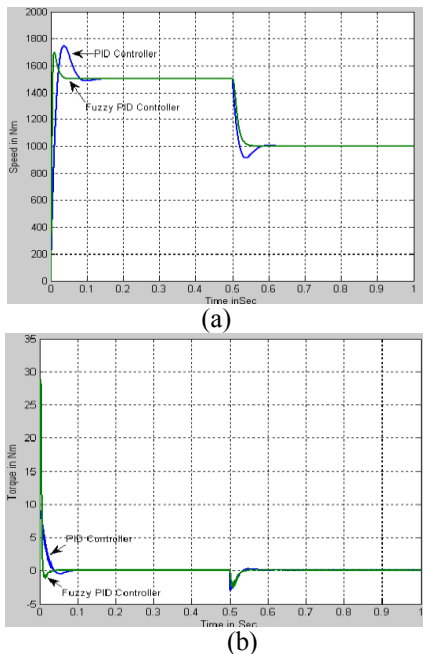 2000
1800
1600
1400
1200
1000
800
600
400
200
0
Speed in Nm
PID Controller
Fuzzy PID Controller
0 0.1 0.2 0.3 0.4 0.5 0.6 0.7 0.8 0.9 1
Time inSec
(a)
35
30
25
20
15
10
5
0
-5
Torque in Nm
PID Controller
Fuzzy PID Controller
0 0.1 0.2 0.3 0.4 0.5 0.6 0.7 0.8 0.9 1
Time in Sec
(b)